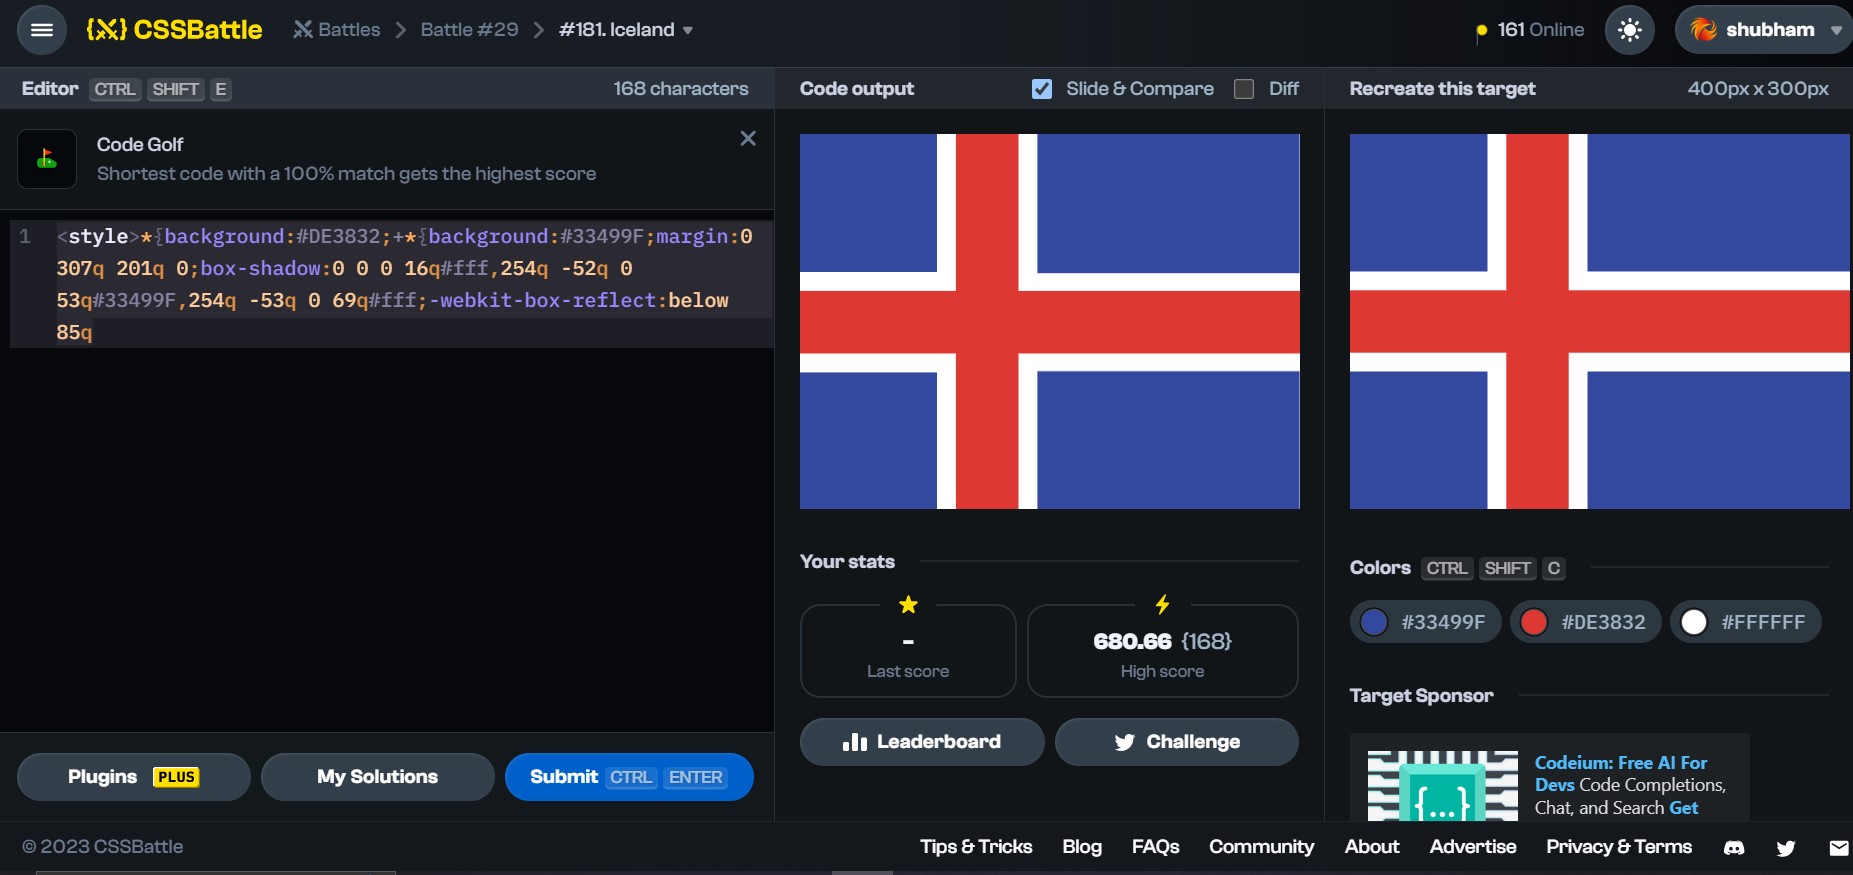 {X} CSSBattle
Battles
Battle #29
#181. Iceland
161 Online
shubham
Editor CTRL SHIFT E
168 characters
Code output
Slide & Compare
Diff
Recreate this target
400px x 300px
Code Golf
Shortest code with a 100% match gets the highest score
1
<style>*{background:#DE3832;+*{background:#33499F;margin:0
307q 201q 0;box-shadow:0 0 0 16q#fff,254q -52q 0
53q#33499F,254q -53q 0 69q#fff;-webkit-box-reflect:below
85q
Your stats
-
Last score
680.66 {168}
High score
Leaderboard
Challenge
Colors CTRL SHIFT C
#33499F
#DE3832
#FFFFFF
Target Sponsor
{...}
Codeium: Free AI For
Devs Code Completions,
Chat, and Search Get
Plugins PLUS
My Solutions
Submit CTRL ENTER
© 2023 CSSBattle
Tips & Tricks
Blog
FAQs
Community
About
Advertise
Privacy & Terms